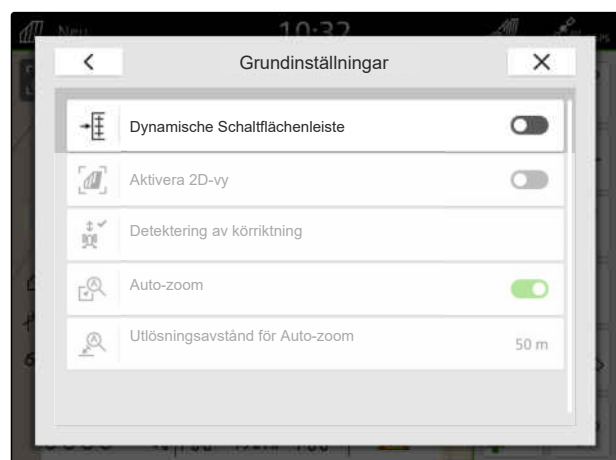 Neu
10:32
Grundinställningar
Dynamische Schaltflächenleiste
Aktivera 2D-vy
Detektering av körriktning
Auto-zoom
Utlösningsavstånd för Auto-zoom
50 m